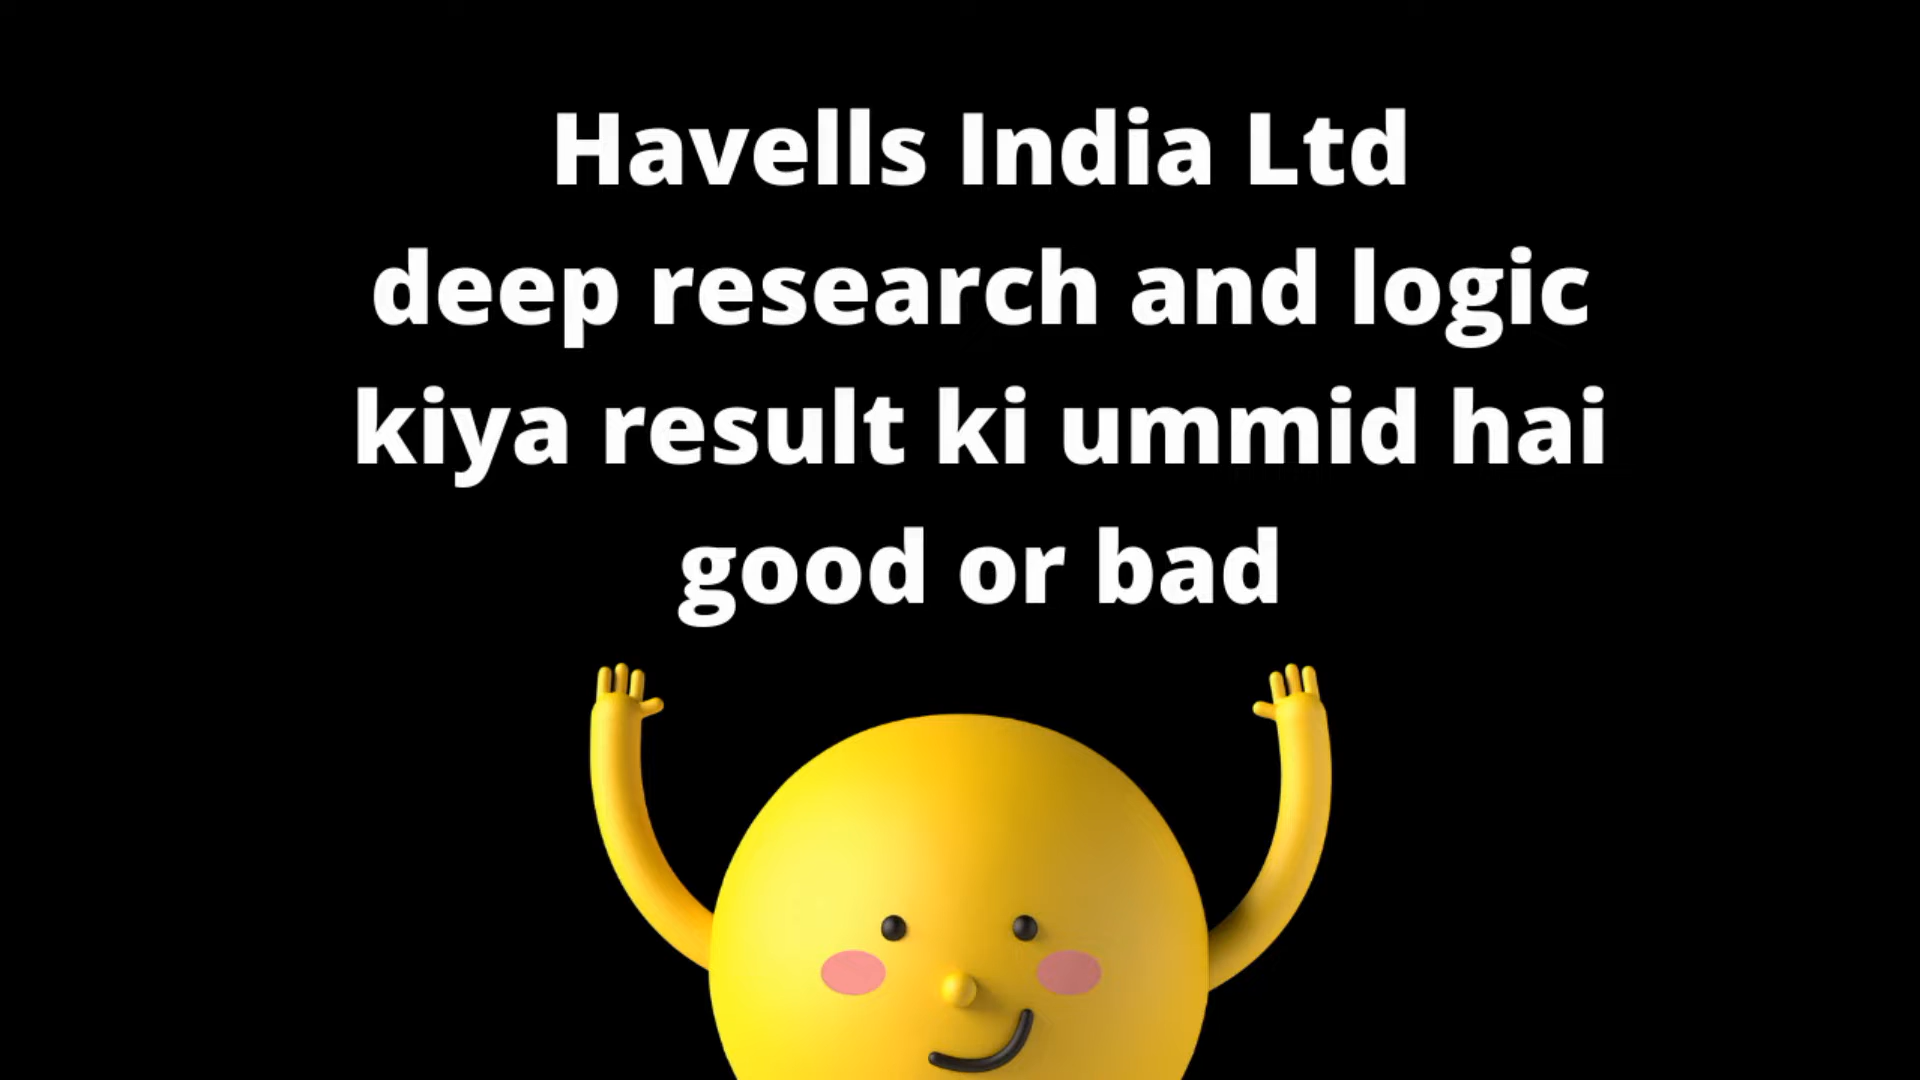 Havells India Ltd
deep research and logic
kiya result ki ummid hai
good or bad